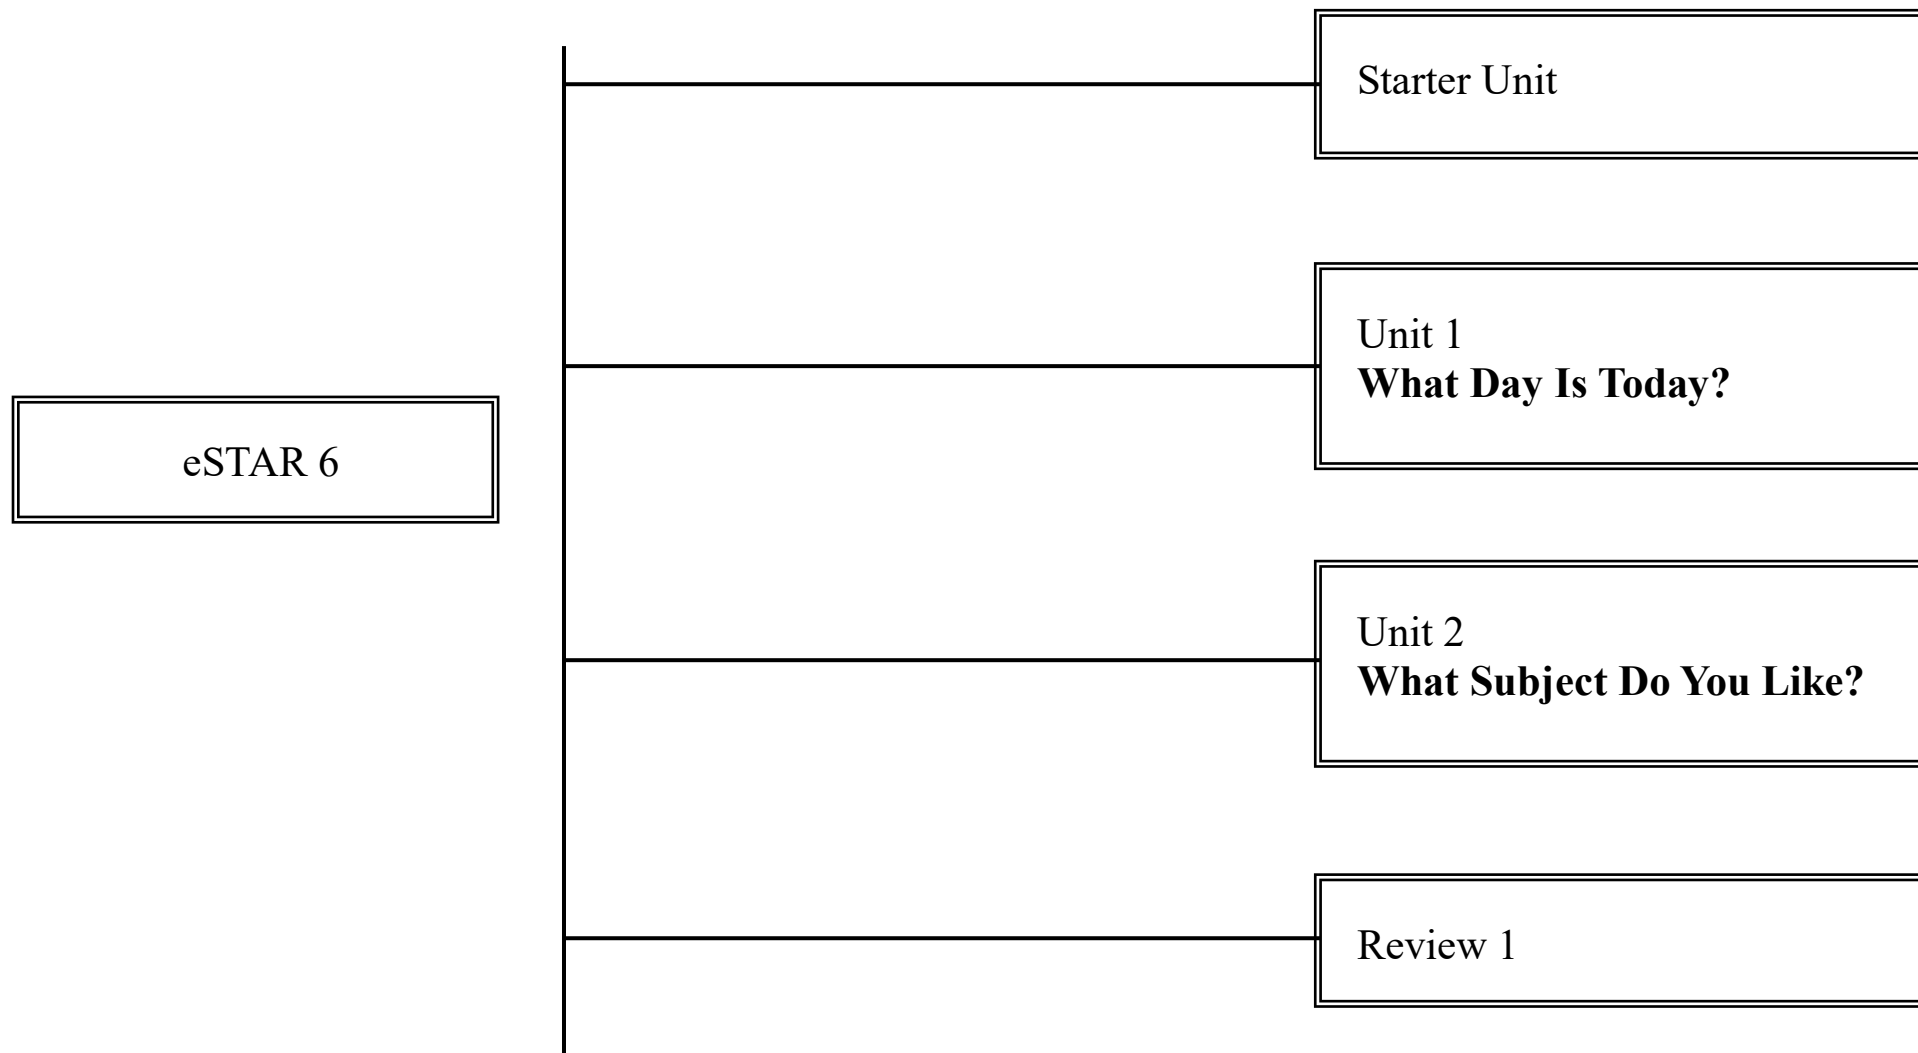 eSTAR 6
Starter Unit
Unit 1
What Day Is Today?
Unit 2
What Subject Do You Like?
Review 1